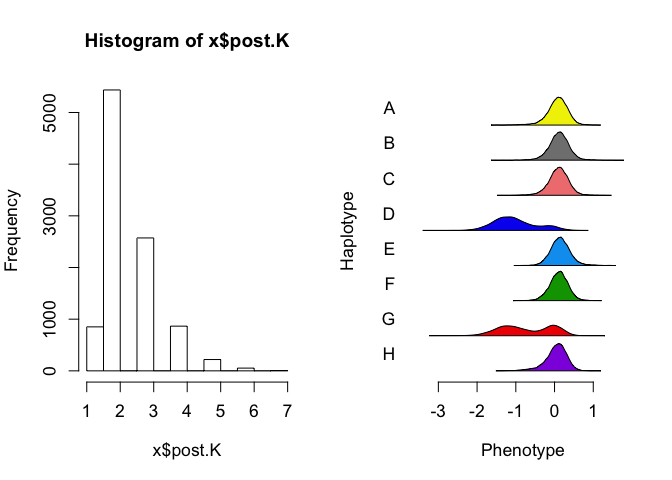 Histogram of x$post.K
Frequency
0
1000
3000
5000
1 2 3 4 5 6 7
x$post.K
Haplotype
A
B
C
D
E
F
G
H
-3 -2 -1 0 1
Phenotype